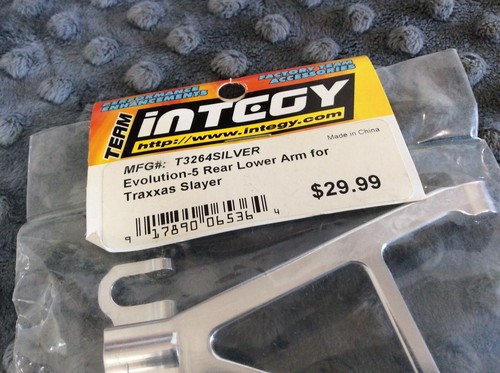 PERFORMANCE ENHANCEMENTS
FACTORY TEAM ACCESSORIES
TEAM
INTEGY
http://www.integy.com
Made in China
MFG#: T3264SILVER
Evolution-5 Rear Lower Arm for
Traxxas Slayer
$29.99
9 17890 06536 4